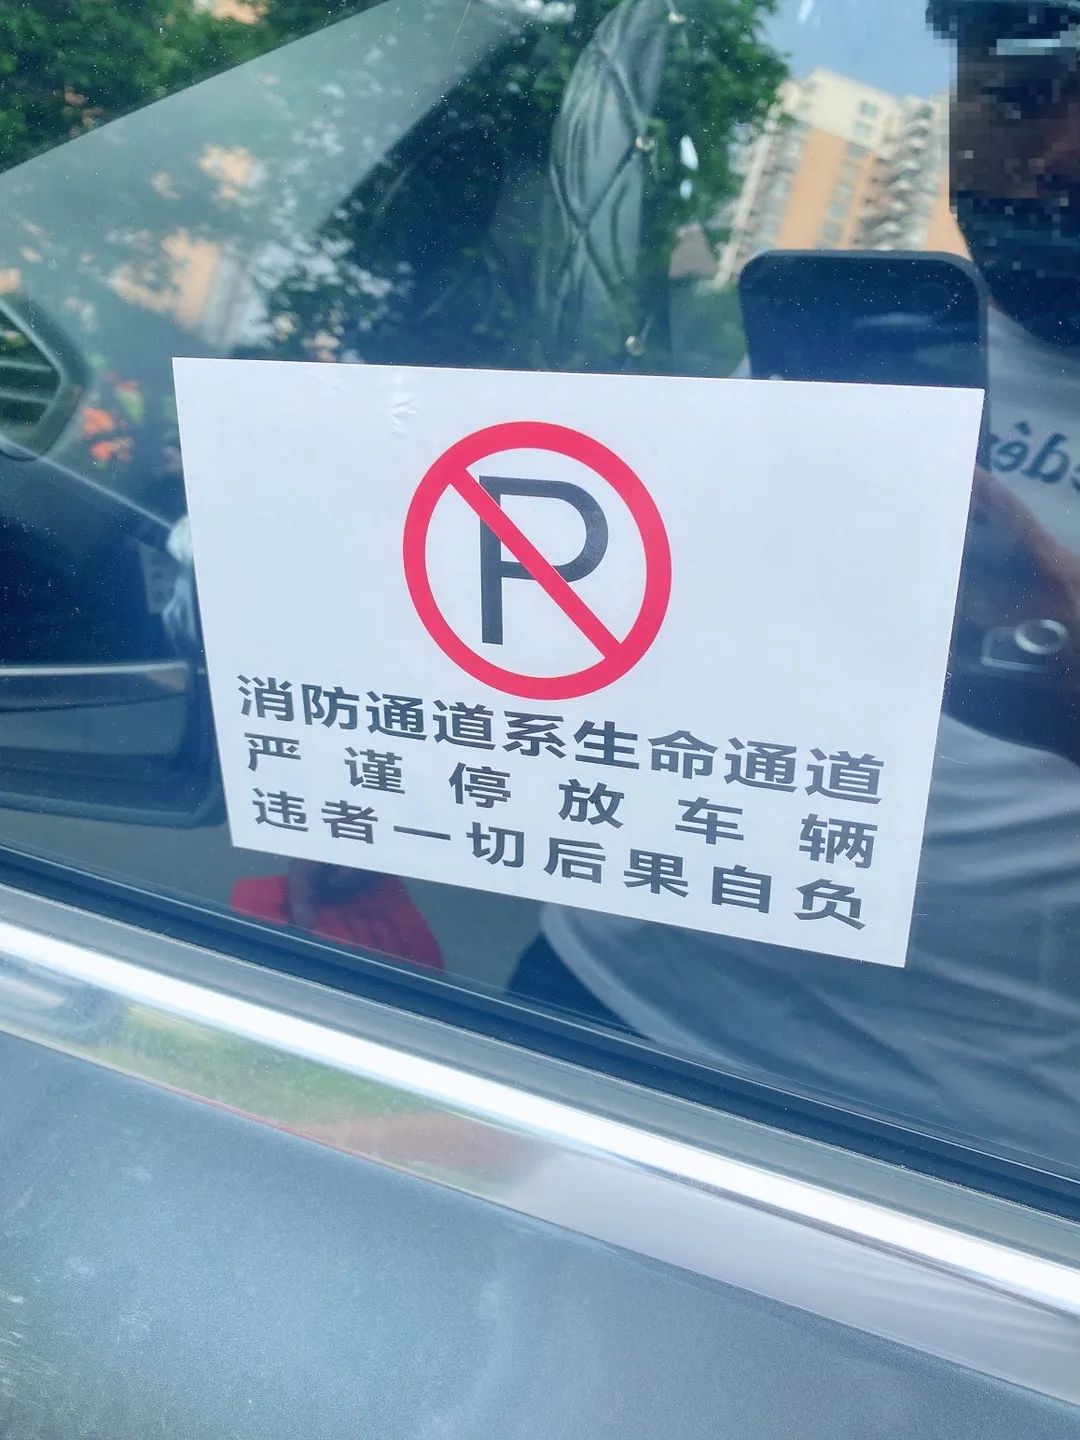 P
消防通道系生命通道
严谨停放车辆
违者一切后果自负